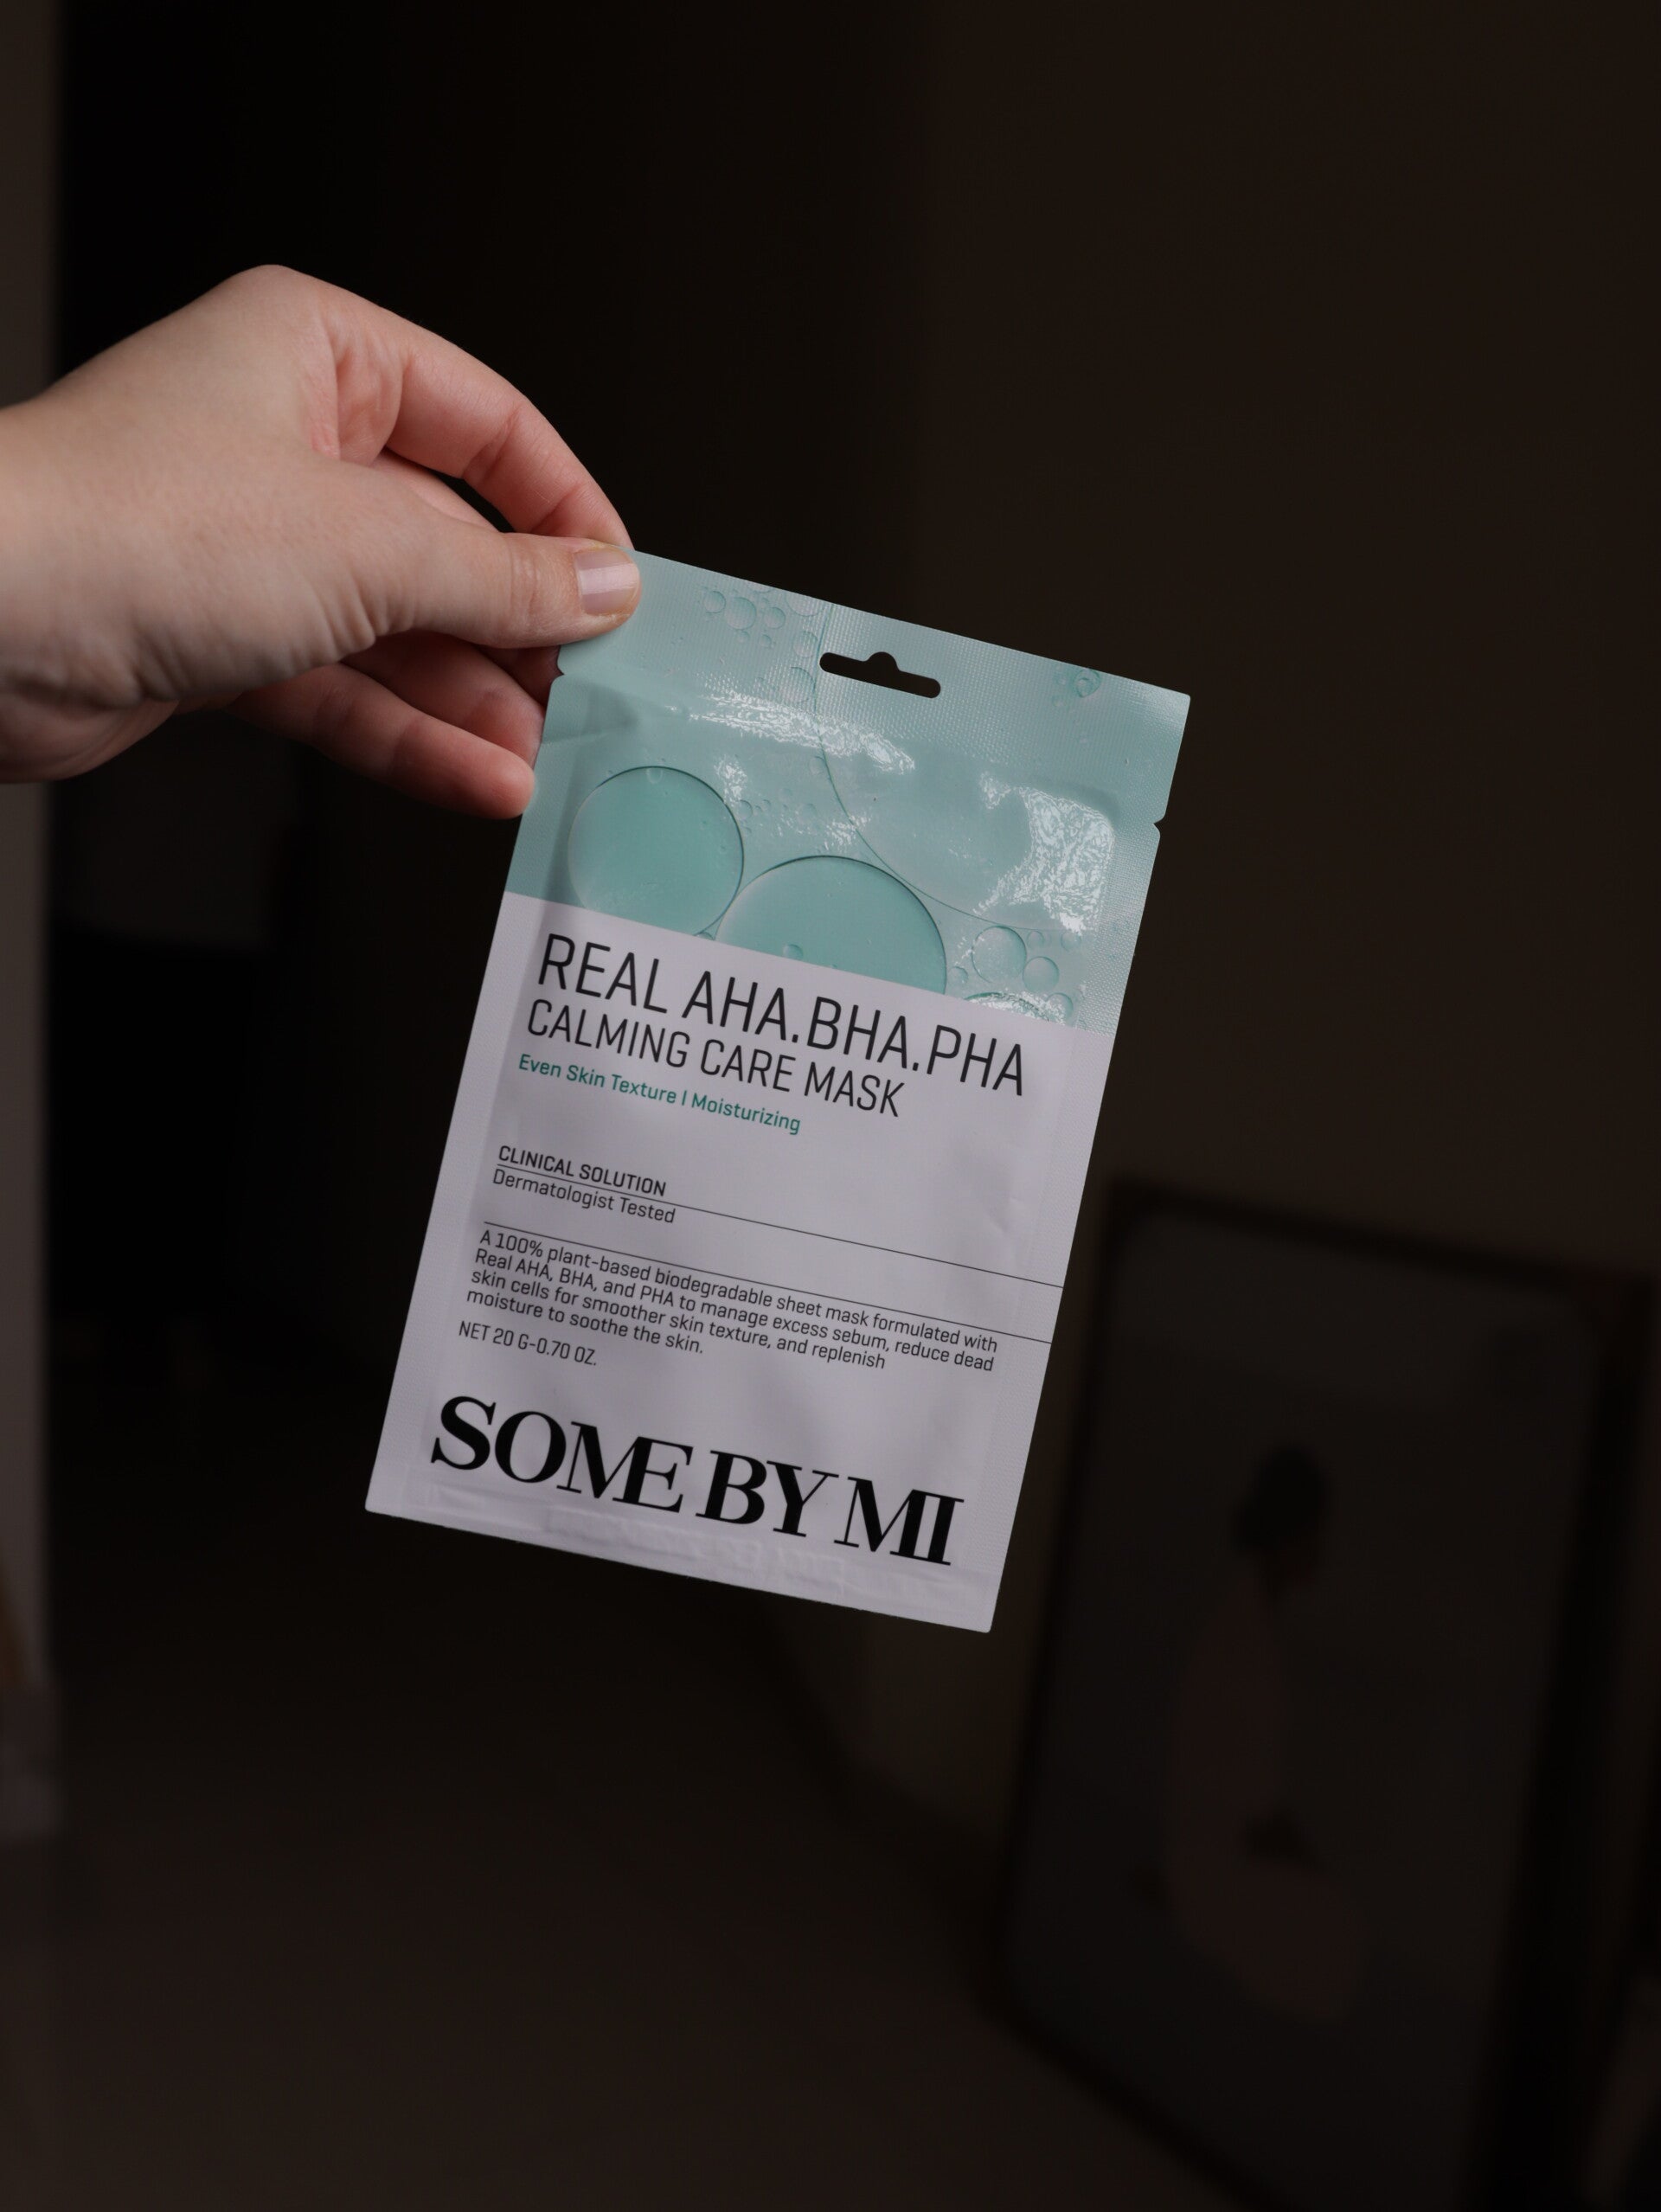 REAL AHA.BHA.PHA
CALMING CARE MASK
Even Skin Texture | Moisturizing
CLINICAL SOLUTION
Dermatologist Tested
A 100% plant-based biodegradable sheet mask formulated with
Real AHA, BHA, and PHA to manage excess sebum, reduce dead
skin cells for smoother skin texture, and replenish
moisture to soothe the skin.
NET 20 G-0.70 OZ.
SOME BY MI